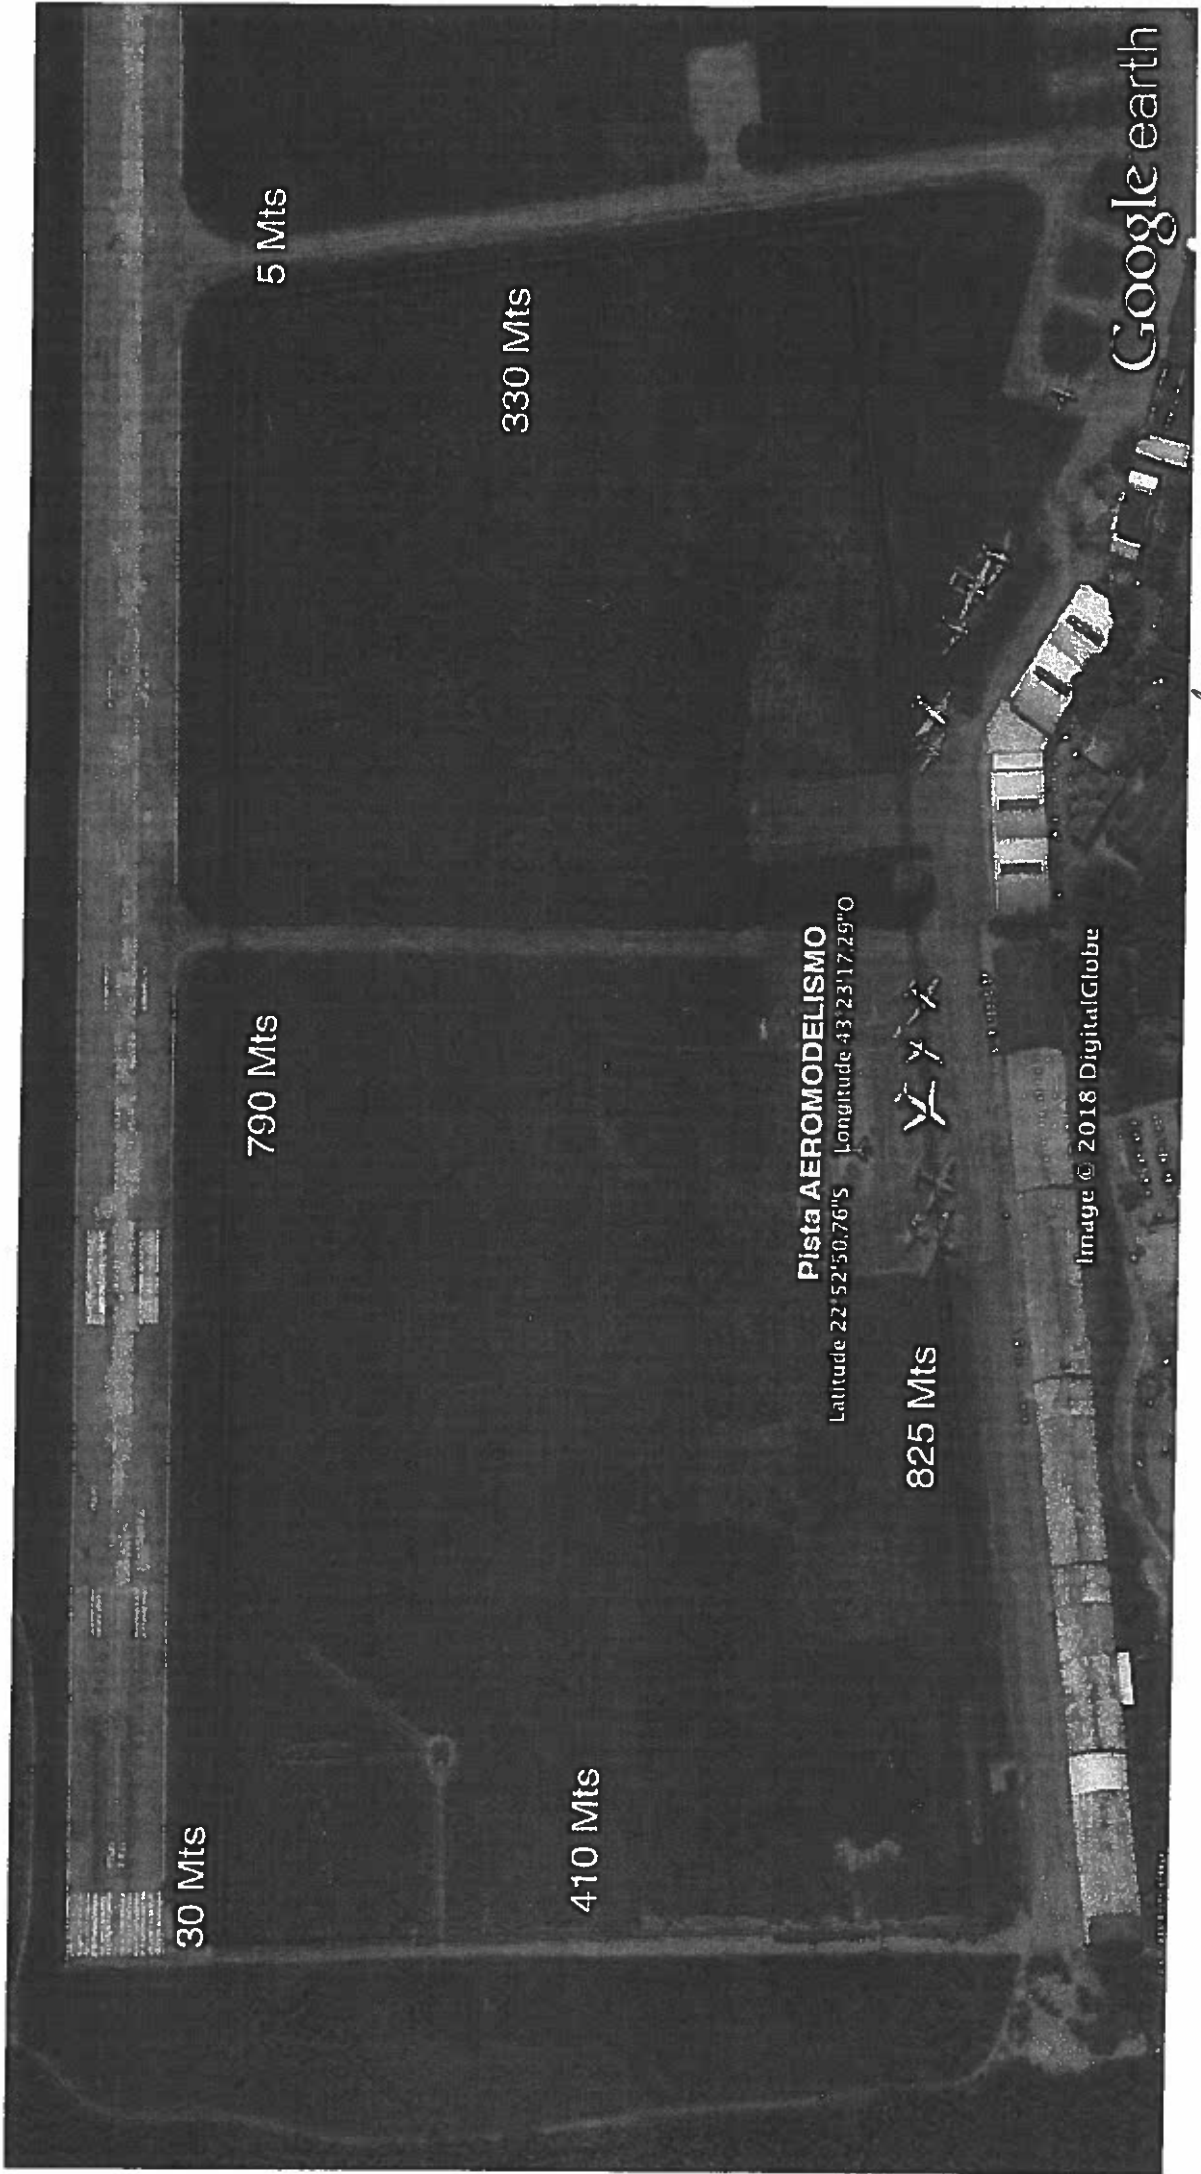 5 Mts
330 Mts
790 Mts
Pista AEROMODELISMO
Latitude 22°52'50.76"S Longitude 43°23'17.29"O
825 Mts
30 Mts
410 Mts
Image © 2018 DigitalGlobe
Google earth